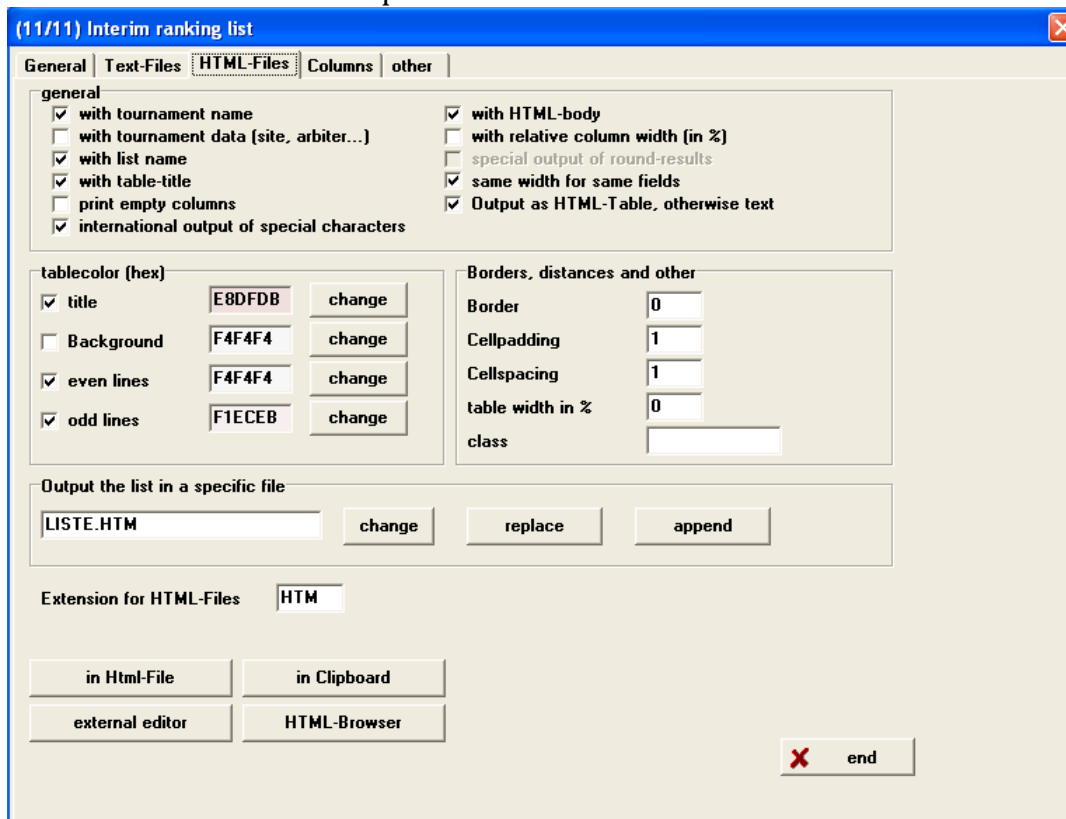 (11/11) Interim ranking list
General Text-Files HTML-Files Columns other
general
with tournament name
with tournament data (site, arbiter...)
with list name
with table-title
print empty columns
international output of special characters
with HTML-body
with relative column width (in %)
special output of round-results
same width for same fields
Output as HTML-Table, otherwise text
tablecolor (hex)
title E8DFDB change
Background F4F4F4 change
even lines F4F4F4 change
odd lines F1ECEB change
Borders, distances and other
Border 0
Cellpadding 1
Cellspacing 1
table width in % 0
class
Output the list in a specific file
LISTE.HTM change replace append
Extension for HTML-Files HTM
in Html-File in Clipboard
external editor HTML-Browser
end